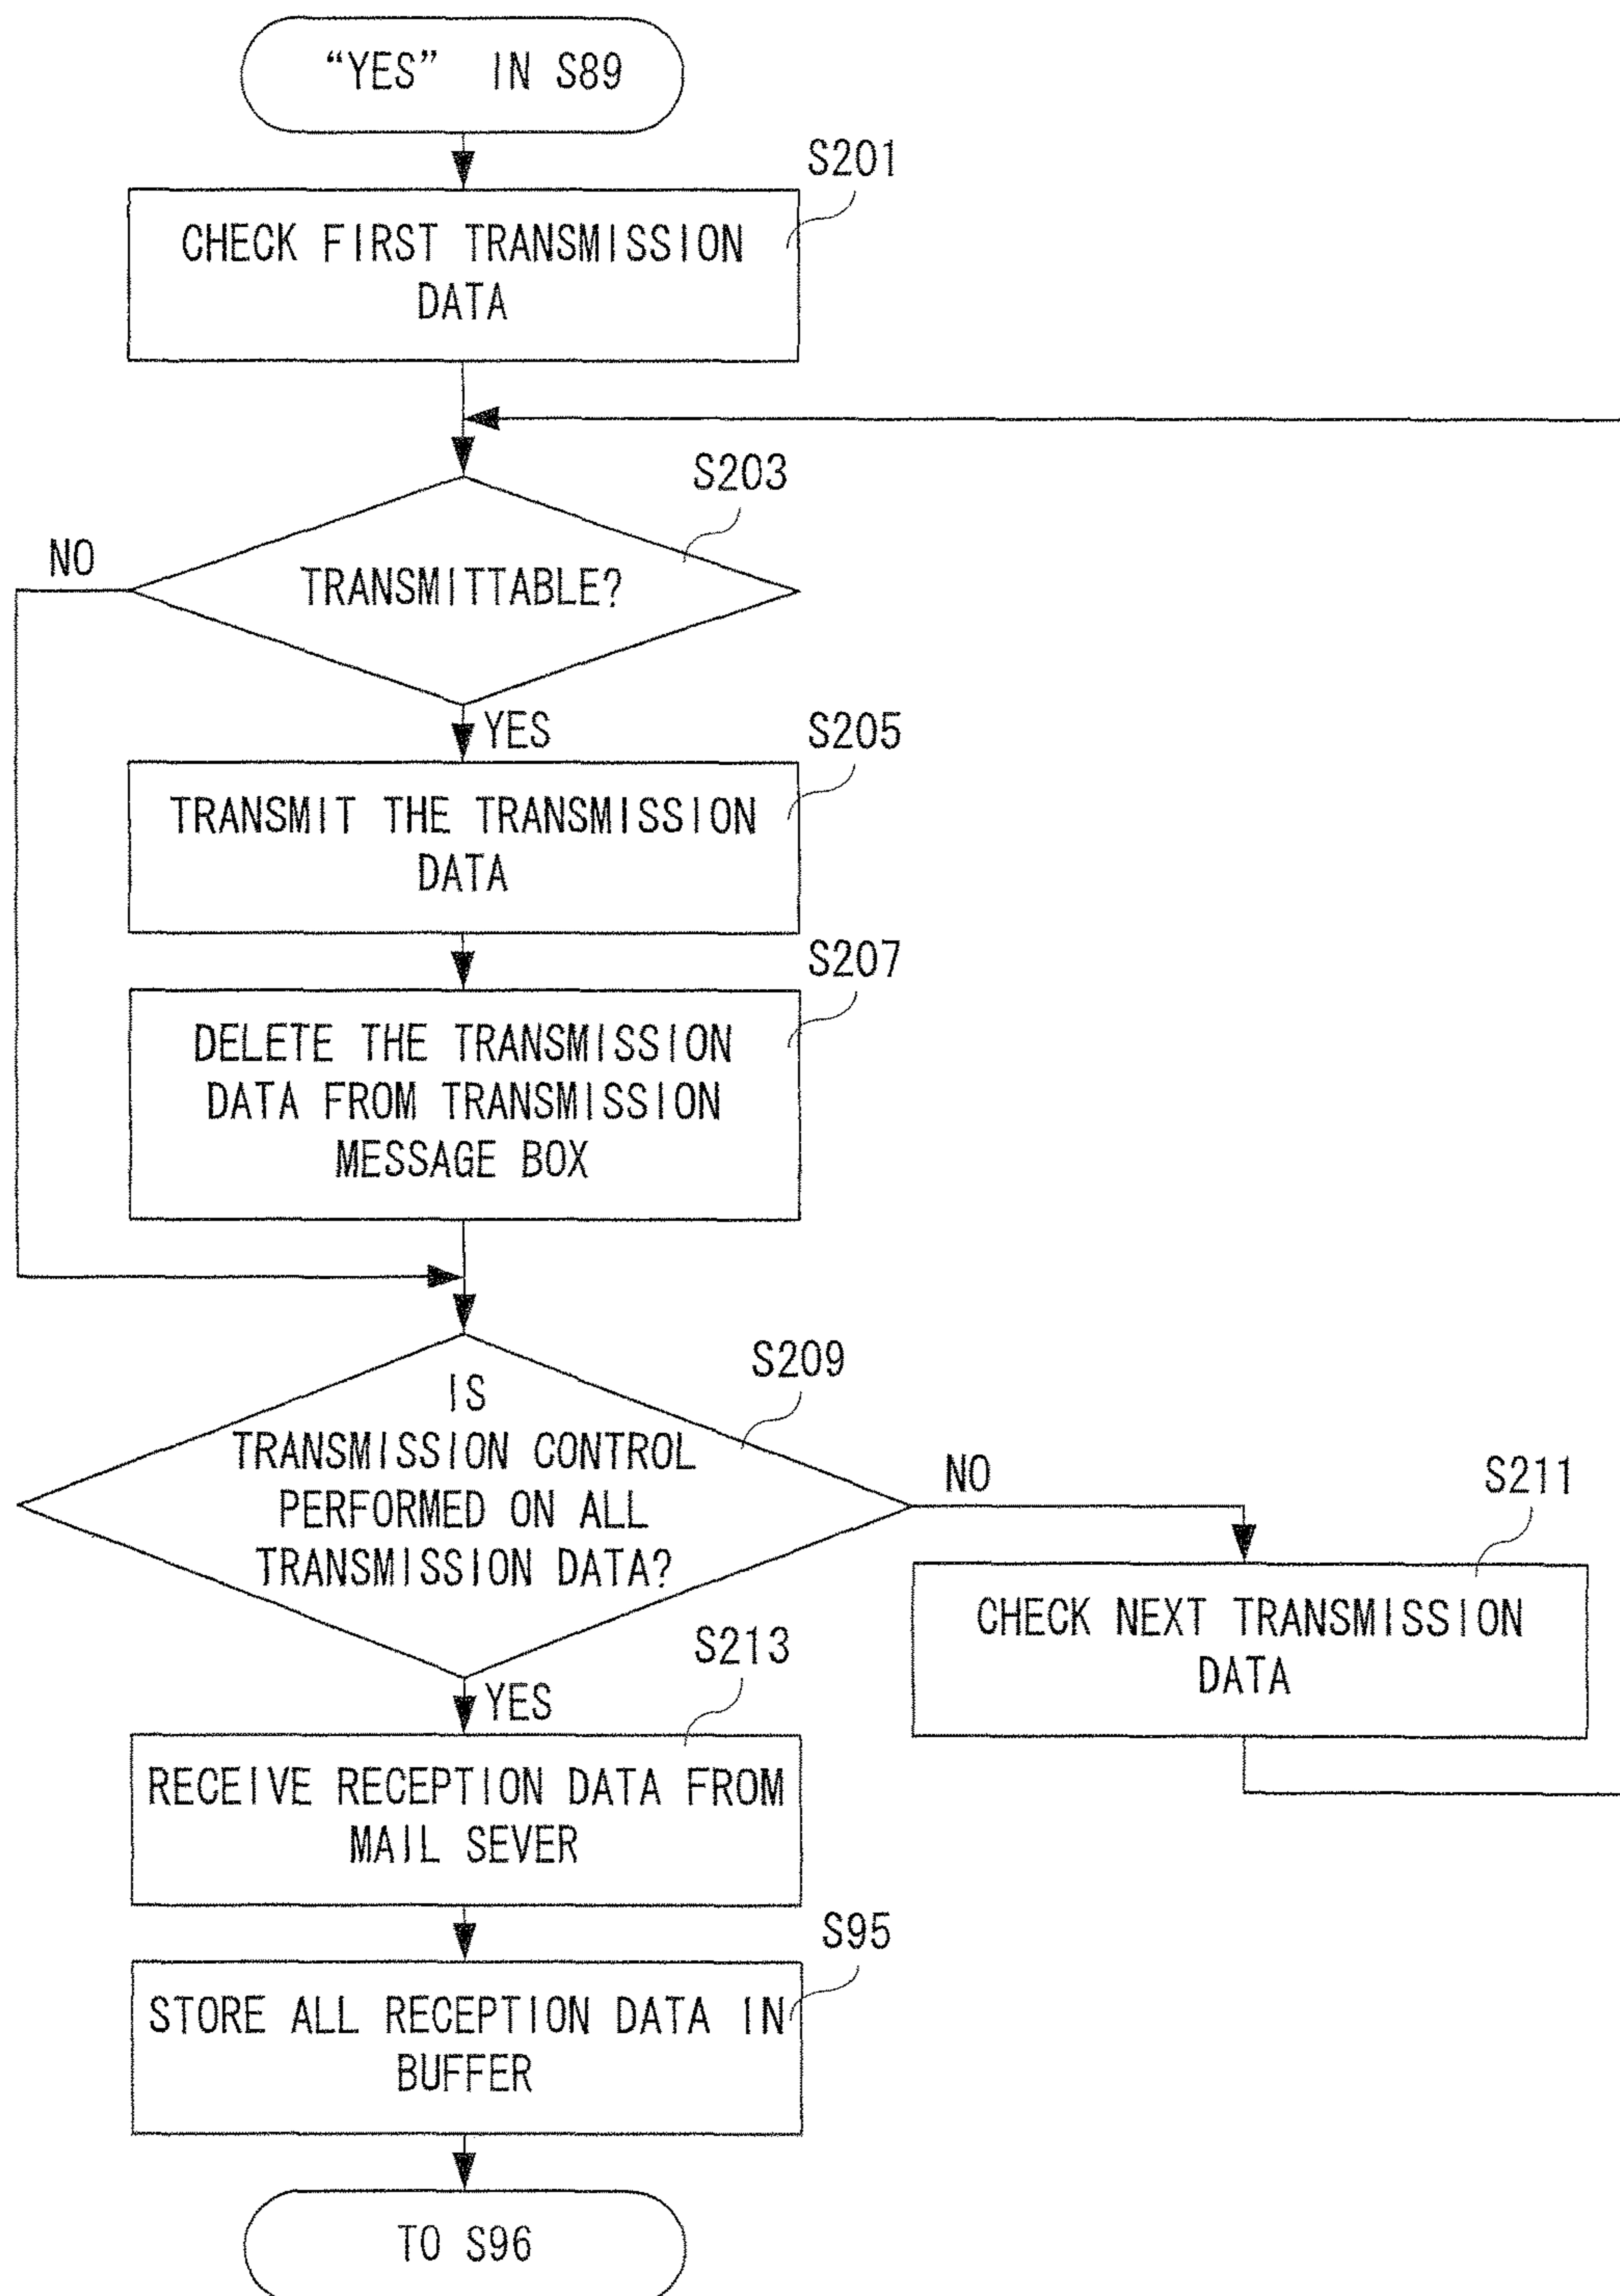 “YES” IN S89
S201
CHECK FIRST TRANSMISSION
DATA
S203
NO
TRANSMITTABLE?
YES
S205
TRANSMIT THE TRANSMISSION
DATA
S207
DELETE THE TRANSMISSION
DATA FROM TRANSMISSION
MESSAGE BOX
S209
IS
TRANSMISSION CONTROL
PERFORMED ON ALL
TRANSMISSION DATA?
NO
S211
CHECK NEXT TRANSMISSION
DATA
YES
S213
RECEIVE RECEPTION DATA FROM
MAIL SEVER
S95
STORE ALL RECEPTION DATA IN
BUFFER
TO S96